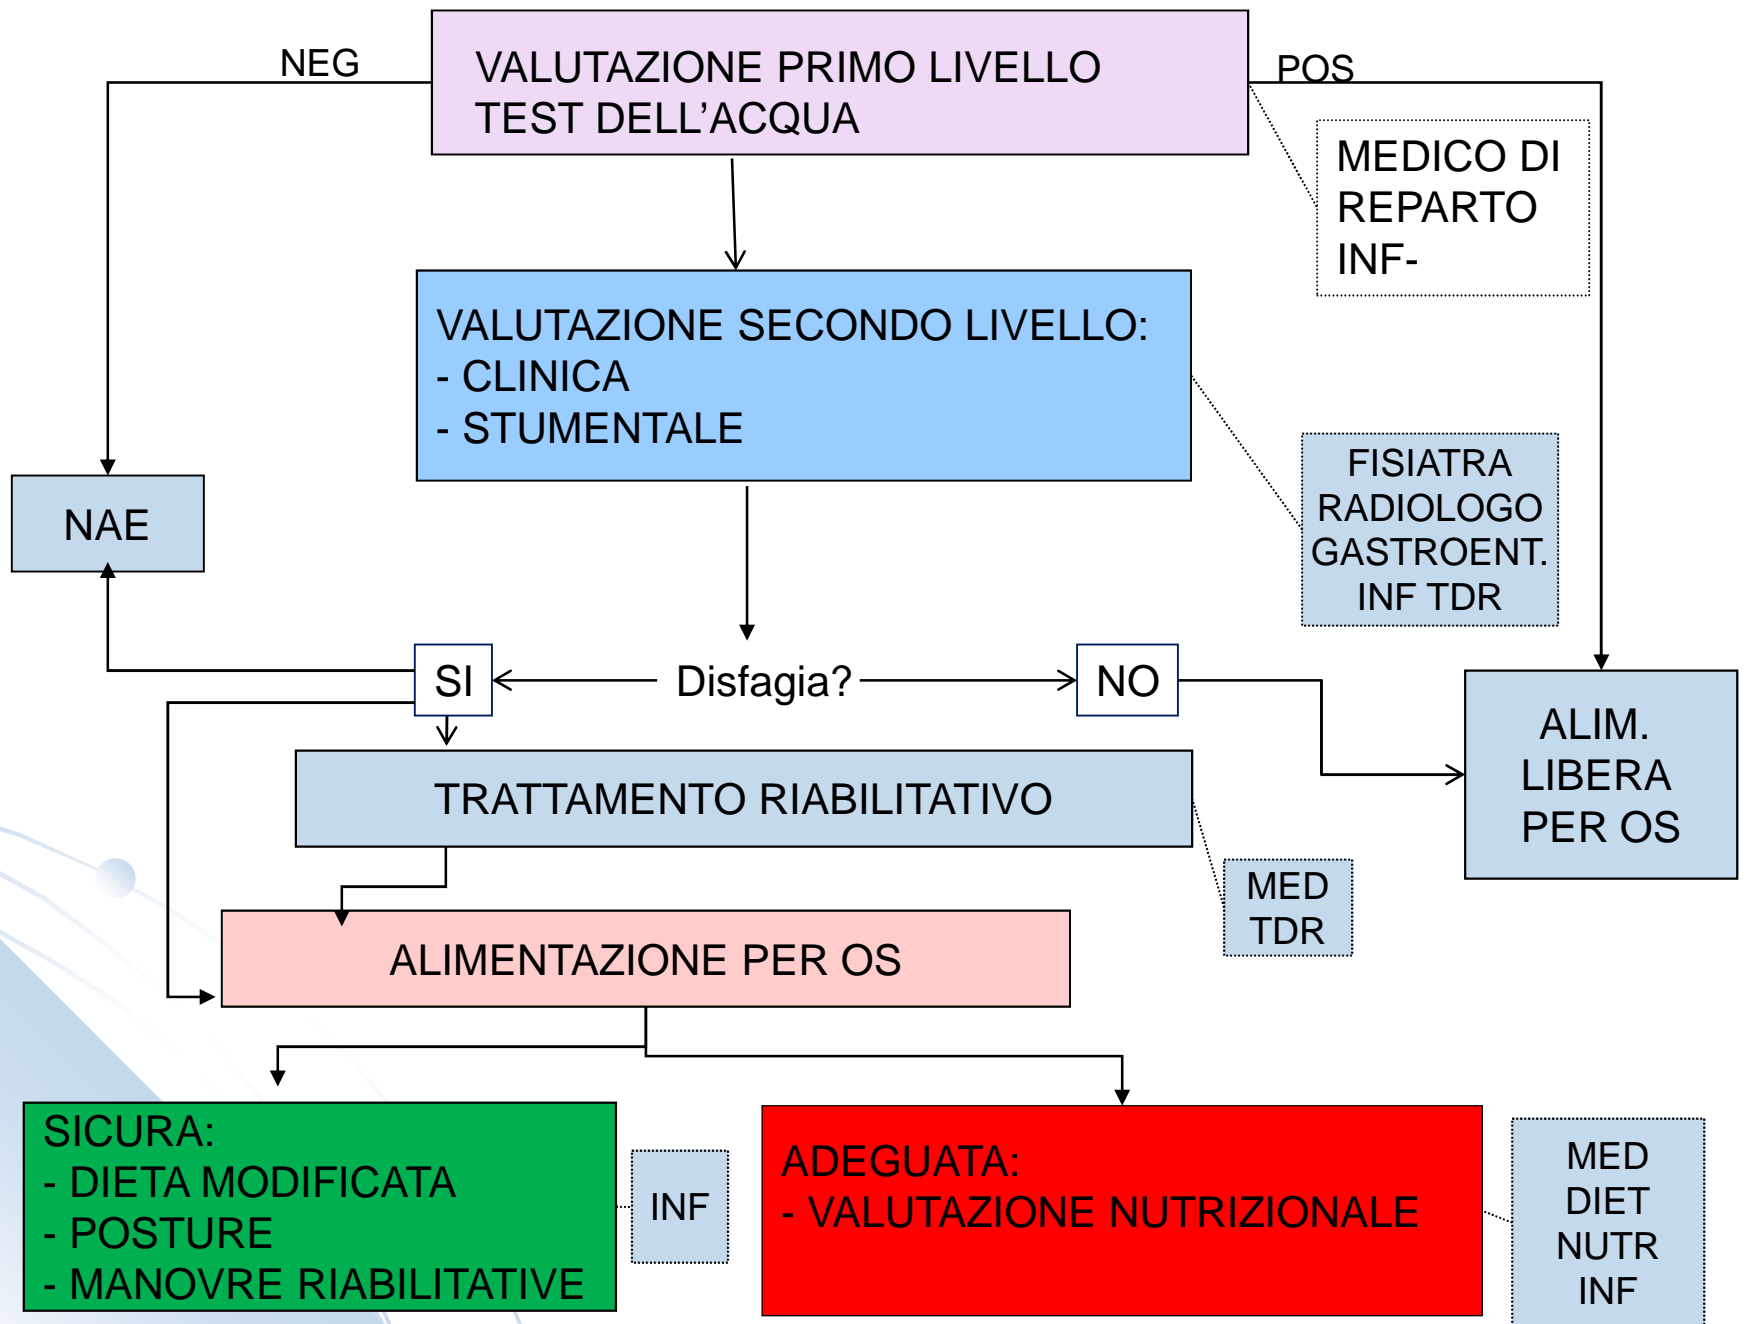 NEG
VALUTAZIONE PRIMO LIVELLO
TEST DELL’ACQUA
POS
MEDICO DI
REPARTO
INF-
VALUTAZIONE SECONDO LIVELLO:
- CLINICA
- STUMENTALE
FISIATRA
RADIOLOGO
GASTROENT.
INF TDR
NAE
SI
Disfagia?
NO
ALIM.
LIBERA
PER OS
TRATTAMENTO RIABILITATIVO
MED
TDR
ALIMENTAZIONE PER OS
SICURA:
- DIETA MODIFICATA
- POSTURE
- MANOVRE RIABILITATIVE
INF
ADEGUATA:
- VALUTAZIONE NUTRIZIONALE
MED
DIET
NUTR
INF